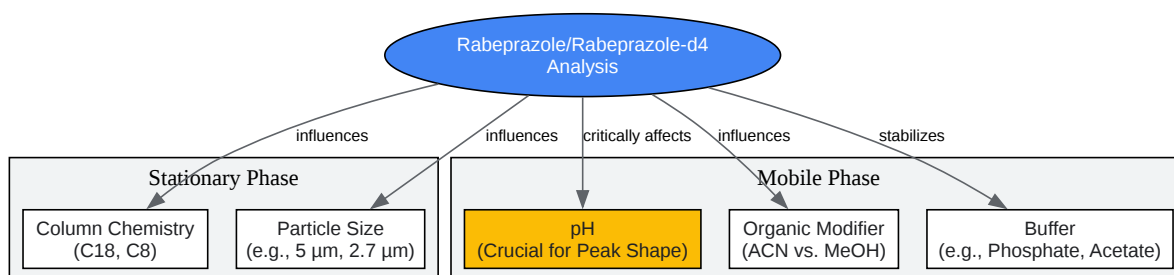 Rabeprazole/Rabeprazole-d4
Analysis
influences
influences
critically affects
influences
stabilizes
Stationary Phase
Mobile Phase
Column Chemistry
(C18, C8)
Particle Size
(e.g., 5 µm, 2.7 µm)
pH
(Crucial for Peak Shape)
Organic Modifier
(ACN vs. MeOH)
Buffer
(e.g., Phosphate, Acetate)